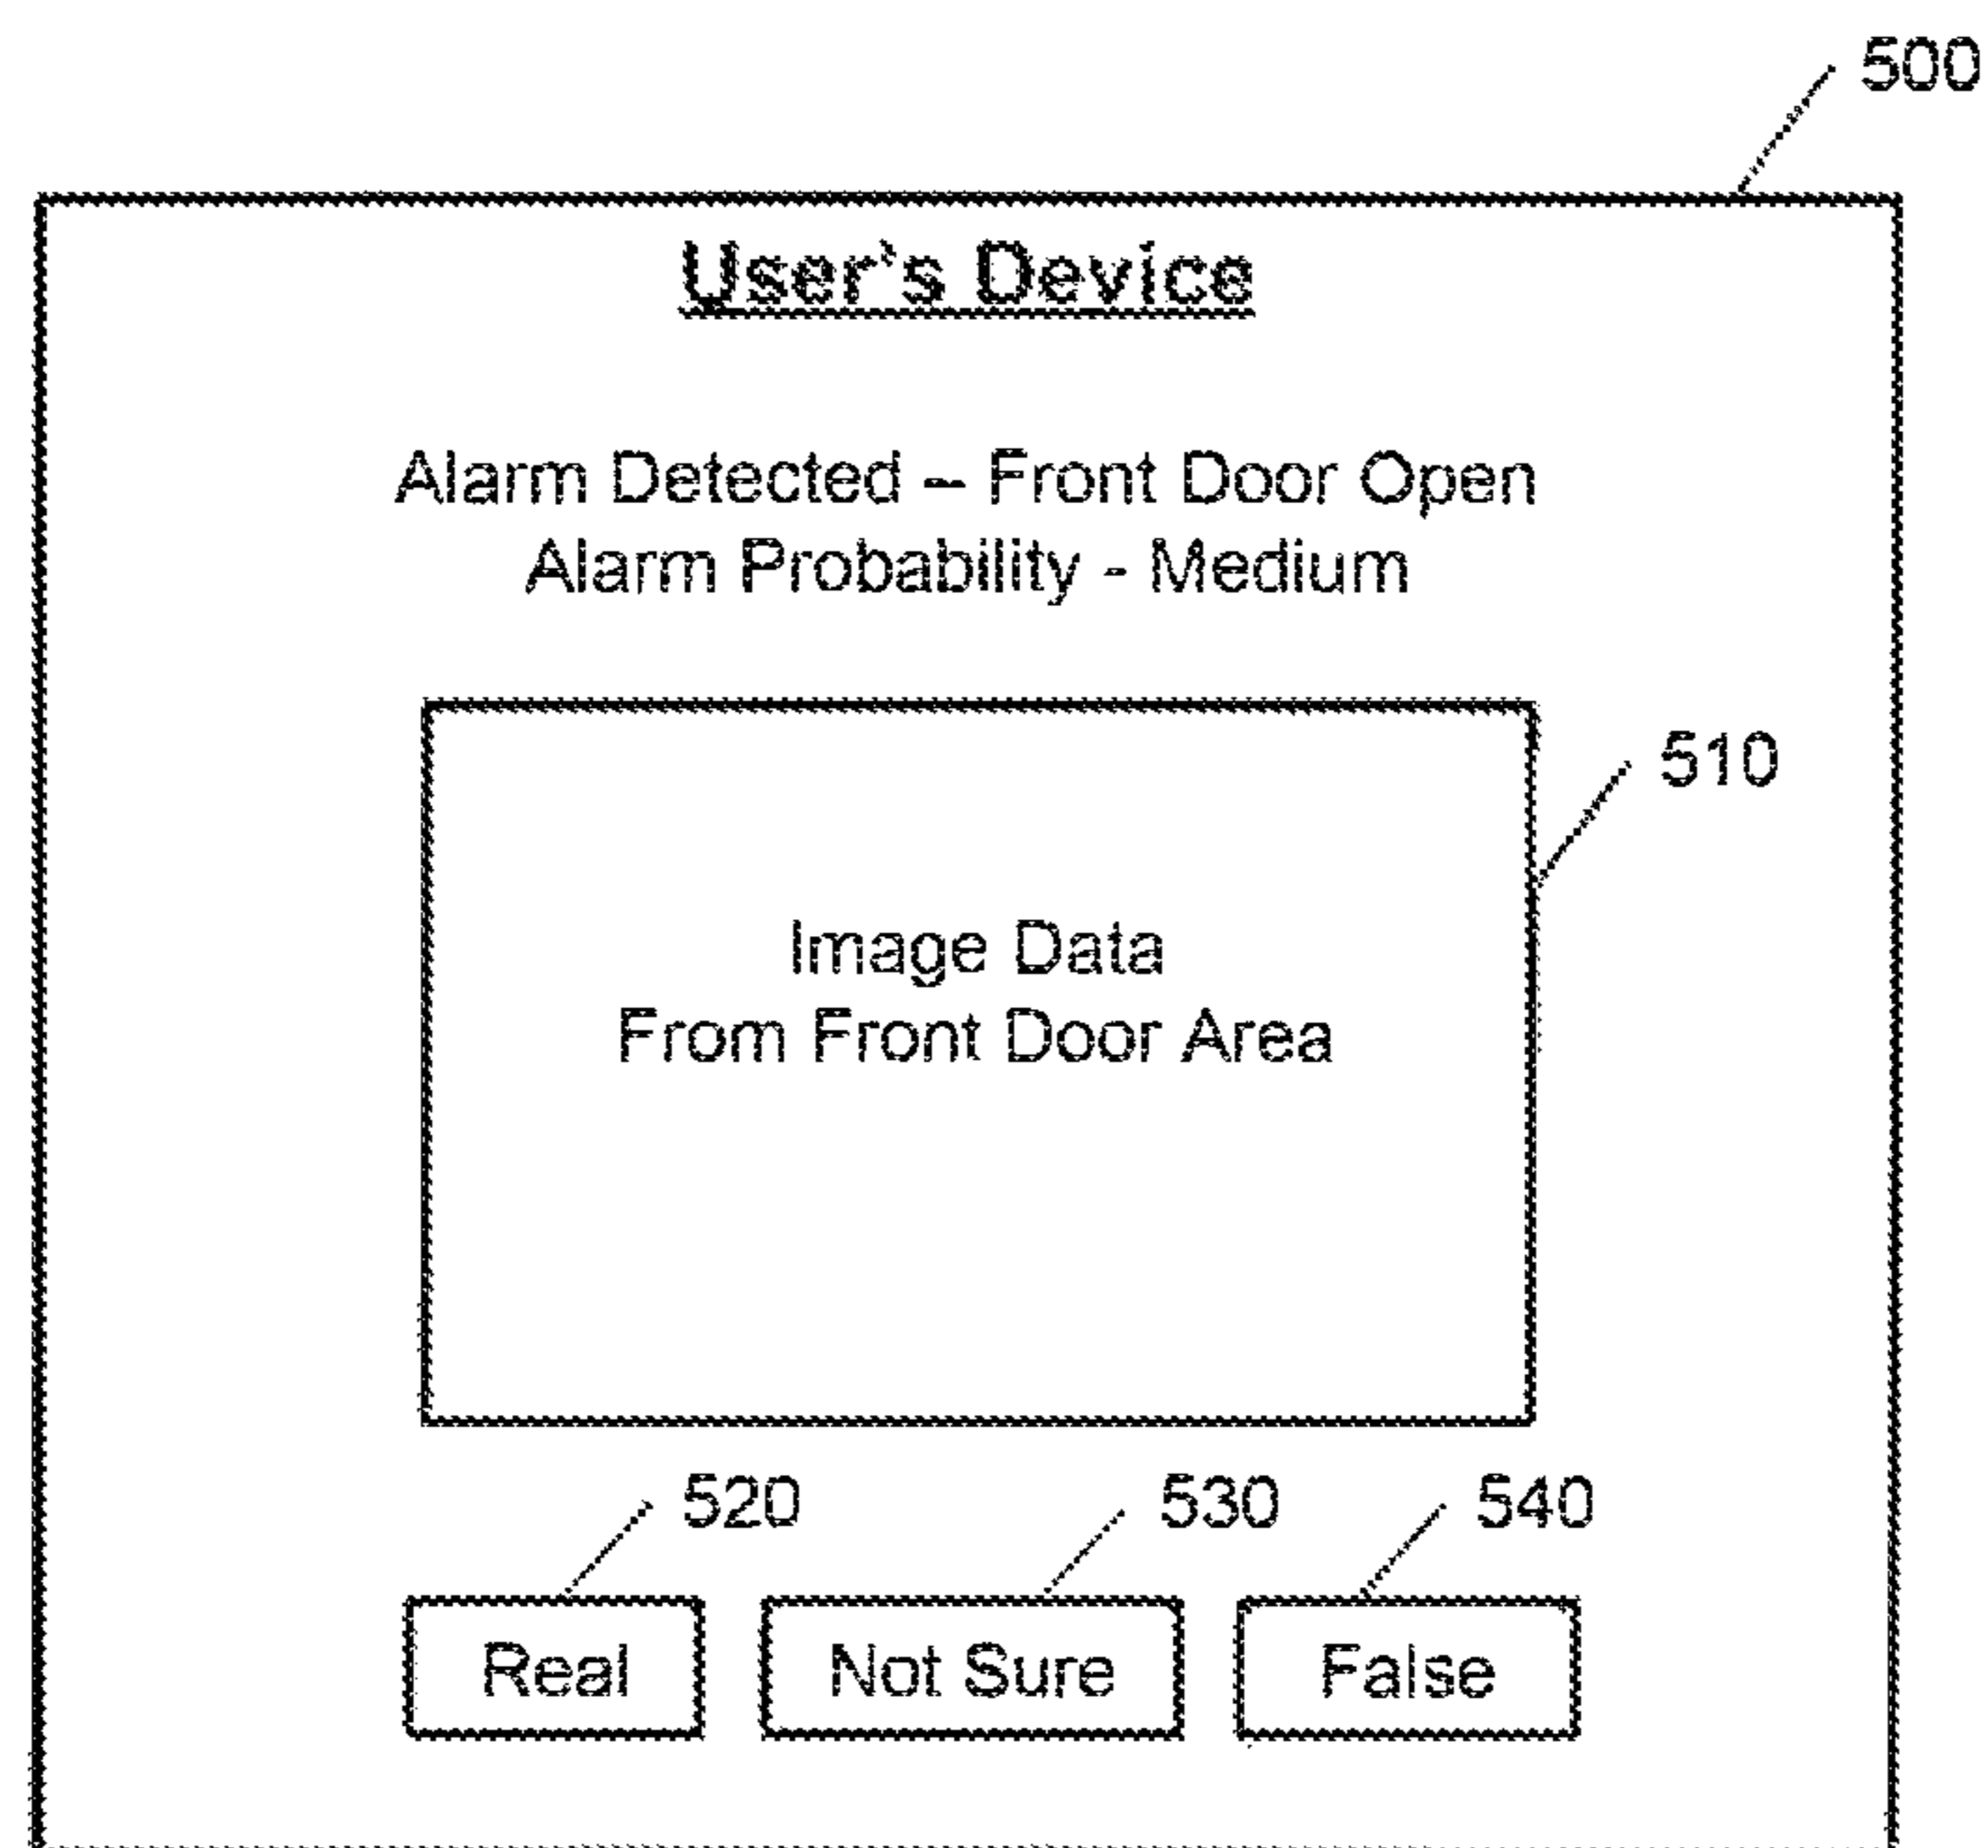 500
User's Device
Alarm Detected – Front Door Open
Alarm Probability - Medium
510
Image Data
From Front Door Area
520 530 540
Real Not Sure False